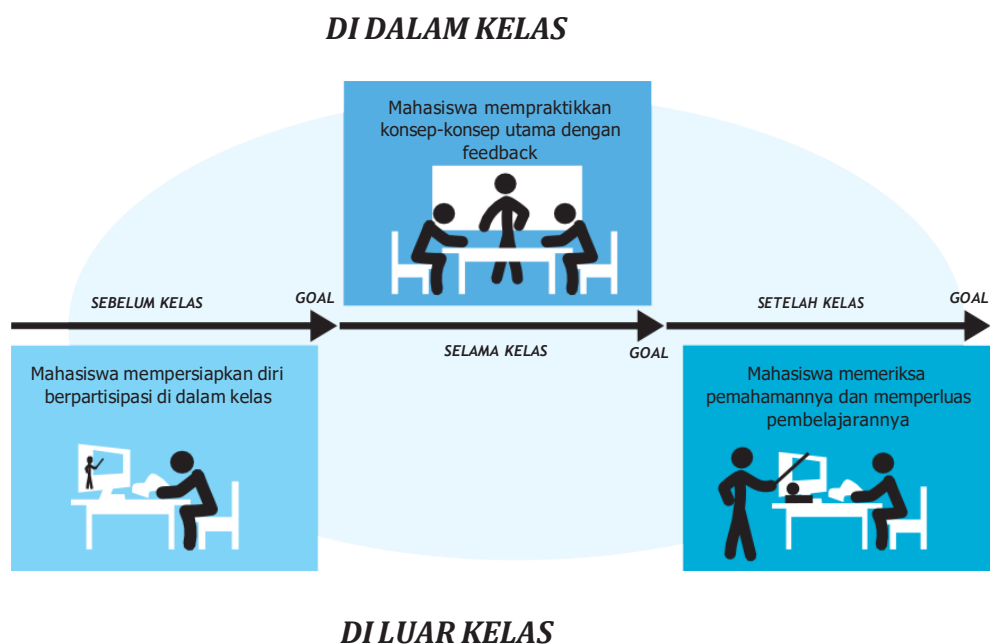 DI DALAM KELAS
Mahasiswa mempraktikkan
konsep-konsep utama dengan
feedback
SEBELUM KELAS
GOAL
SELAMA KELAS
GOAL
SETELAH KELAS
GOAL
Mahasiswa mempersiapkan diri
berpartisipasi di dalam kelas
Mahasiswa memeriksa
pemahamannya dan memperluas
pembelajarannya
DI LUAR KELAS